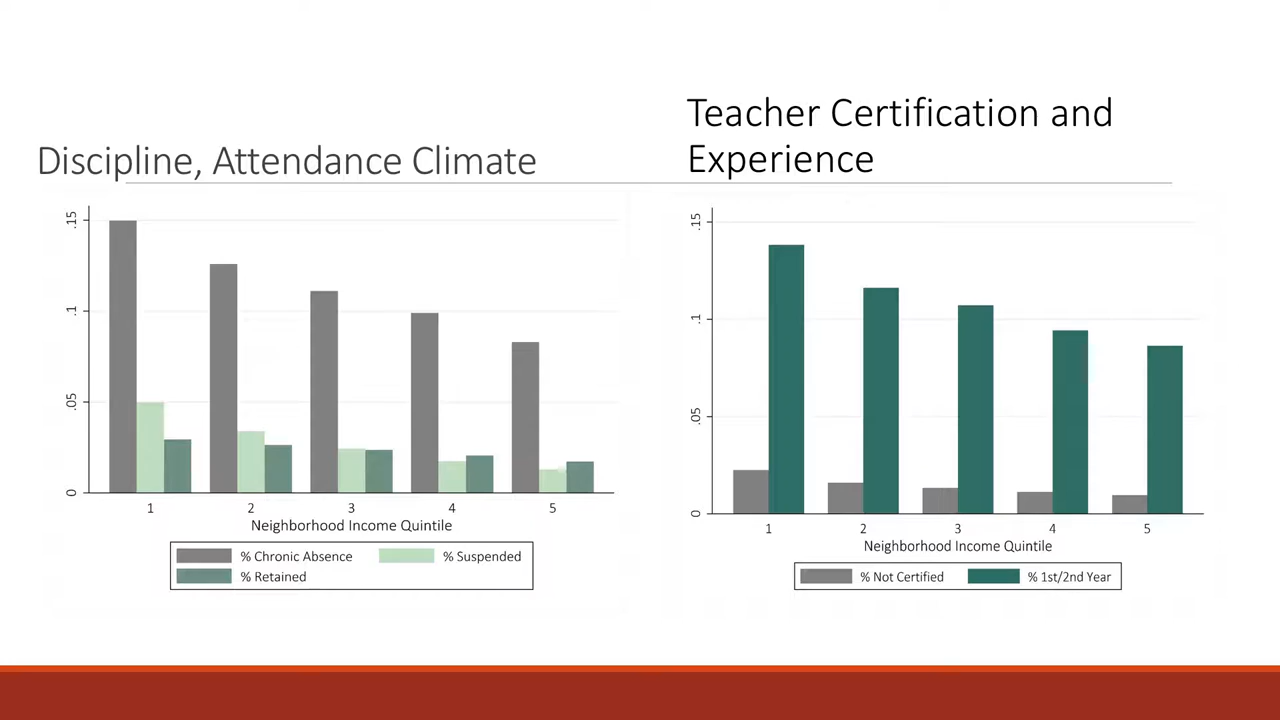 Discipline, Attendance Climate
.15
.1
.05
0
1 2 3 4 5
Neighborhood Income Quintile
% Chronic Absence % Suspended
% Retained
Teacher Certification and
Experience
.15
.1
.05
0
1 2 3 4 5
Neighborhood Income Quintile
% Not Certified % 1st/2nd Year